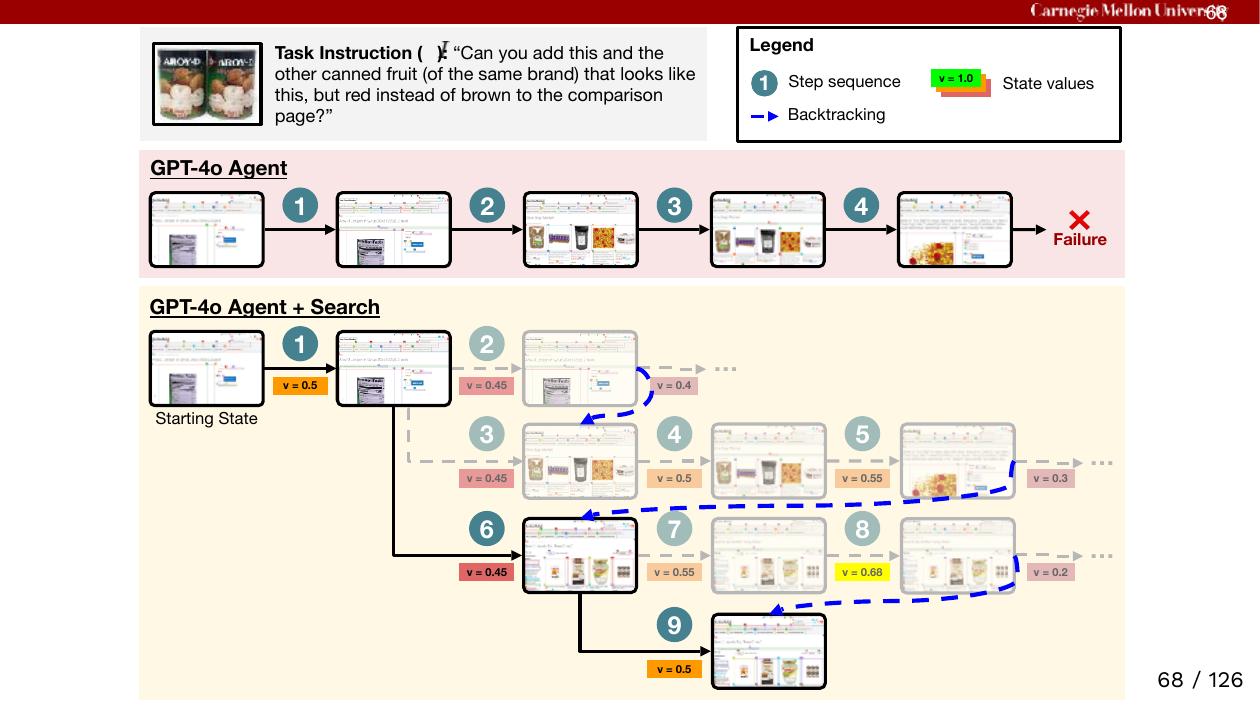 Carnegie Mellon University
68
AROY-D AROY-D
Task Instruction ( ): “Can you add this and the
other canned fruit (of the same brand) that looks like
this, but red instead of brown to the comparison
page?”
Legend
1 Step sequence
v = 1.0 State values
Backtracking
GPT-4o Agent
1 2 3 4
Failure
GPT-4o Agent + Search
1 2
v = 0.5 v = 0.45 v = 0.4 ...
Starting State
3 4 5
v = 0.45 v = 0.5 v = 0.55 v = 0.3 ...
6 7 8
v = 0.45 v = 0.55 v = 0.68 v = 0.2 ...
9
v = 0.5
68 / 126